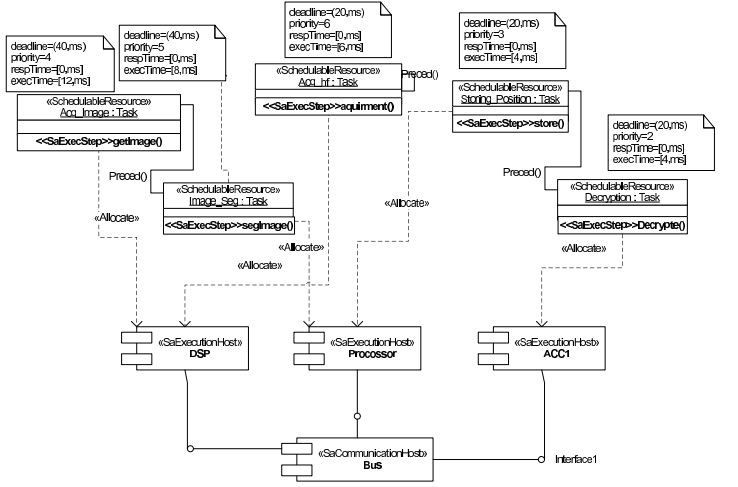 deadline=(40,ms)
priority=4
respTime=[0,ms]
execTime=[12,ms]
deadline=(40,ms)
priority=5
respTime=[0,ms]
execTime=[8,ms]
deadline=(20,ms)
priority=6
respTime=[0,ms]
execTime=[6,ms]
deadline=(20,ms)
priority=3
respTime=[0,ms]
execTime=[4,ms]
«SchedulableResource»
Acq_Image : Task
<<SaExecStep>>getImage()
«SchedulableResource»
Acq_hf : Task
<<SaExecStep>>aquirment()
Preced()
«SchedulableResource»
Storing_Position : Task
<<SaExecStep>>store()
deadline=(20,ms)
priority=2
respTime=[0,ms]
execTime=[4,ms]
Preced()
Preced()
«SchedulableResource»
Image_Seg : Task
<<SaExecStep>>segImage()
«SchedulableResource»
Decryption : Task
<<SaExecStep>>Decrypte()
«Allocate»
«Allocate»
«Allocate»
«Allocate»
«Allocate»
«SaExecutionHost»
DSP
«SaExecutionHost»
Procossor
«SaExecutionHost»
ACC1
«SaCommunicationHost»
Bus
Interface1